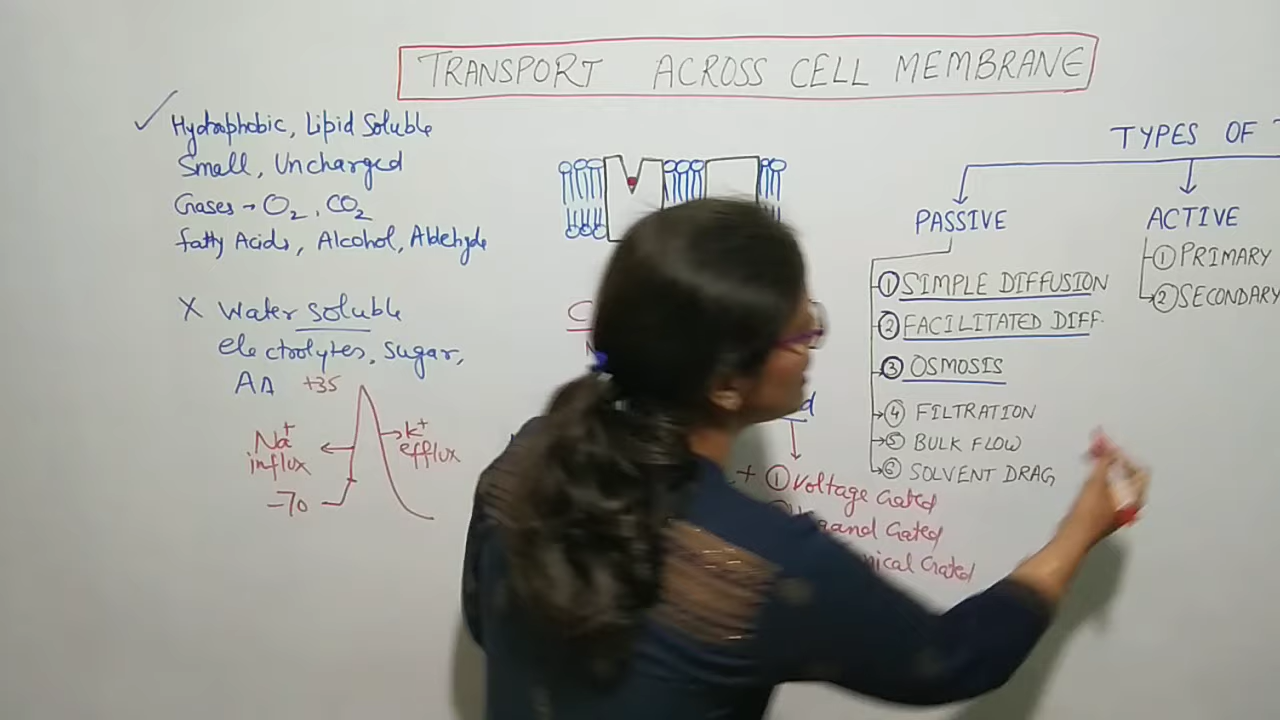 TRANSPORT ACROSS CELL MEMBRANE
✓ Hydrophobic, Lipid Soluble
Small, Uncharged
Gases → O2, CO2
fatty Acids, Alcohol, Aldehyde
X Water soluble
electrolytes, sugar,
AA
+35
Na+
influx
K+
efflux
-70
TYPES OF
PASSIVE
① SIMPLE DIFFUSION
② FACILITATED DIFF.
③ OSMOSIS
④ FILTRATION
⑤ BULK FLOW
⑥ SOLVENT DRAG
ACTIVE
① PRIMARY
② SECONDARY
+ ① Voltage Gated
Gated
Gated